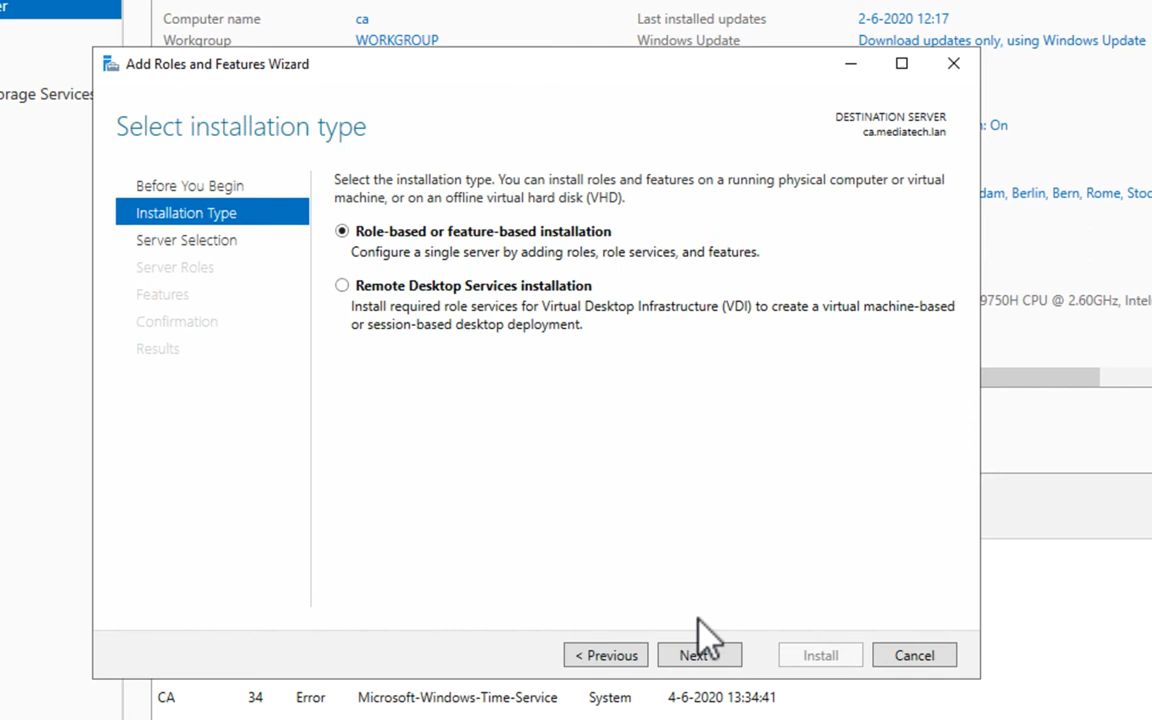 er
Computer name ca Last installed updates 2-6-2020 12:17
Workgroup WORKGROUP Windows Update Download updates only, using Windows Update
Add Roles and Features Wizard
orage Services
Select installation type
DESTINATION SERVER
ca.mediatech.lan
n: On
Before You Begin
Installation Type
Server Selection
Server Roles
Features
Confirmation
Results
Select the installation type. You can install roles and features on a running physical computer or virtual
machine, or on an offline virtual hard disk (VHD).
Role-based or feature-based installation
Configure a single server by adding roles, role services, and features.
Remote Desktop Services installation
Install required role services for Virtual Desktop Infrastructure (VDI) to create a virtual machine-based
or session-based desktop deployment.
dam, Berlin, Bern, Rome, Stoc
9750H CPU @ 2.60GHz, Intel
< Previous Next Install Cancel
CA 34 Error Microsoft-Windows-Time-Service System 4-6-2020 13:34:41